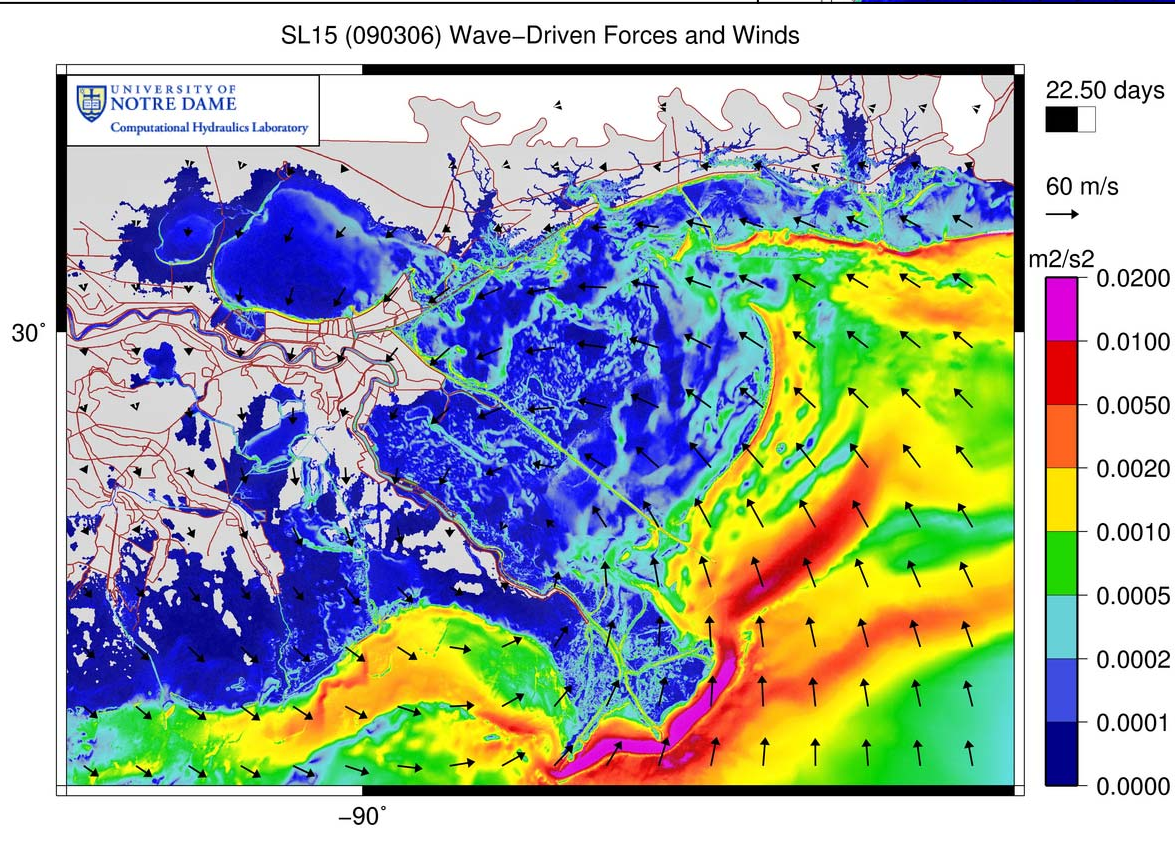 SL15 (090306) Wave−Driven Forces and Winds
UNIVERSITY OF
NOTRE DAME
Computational Hydraulics Laboratory
22.50 days
60 m/s
m2/s2
0.0200
0.0100
0.0050
0.0020
0.0010
0.0005
0.0002
0.0001
0.0000
30˚
−90˚